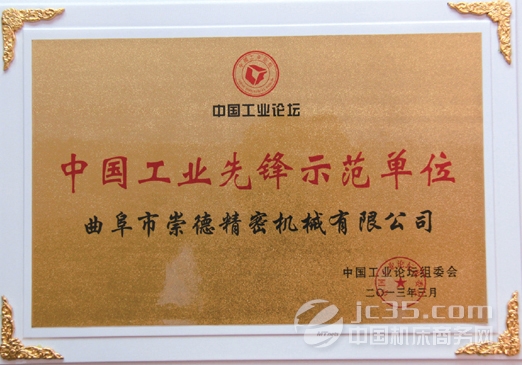 中国工业论坛
中国工业先锋示范单位
曲阜市崇德精密机械有限公司
中国工业论坛组委会
二〇一三年三月
jc35.com
中国机床商务网